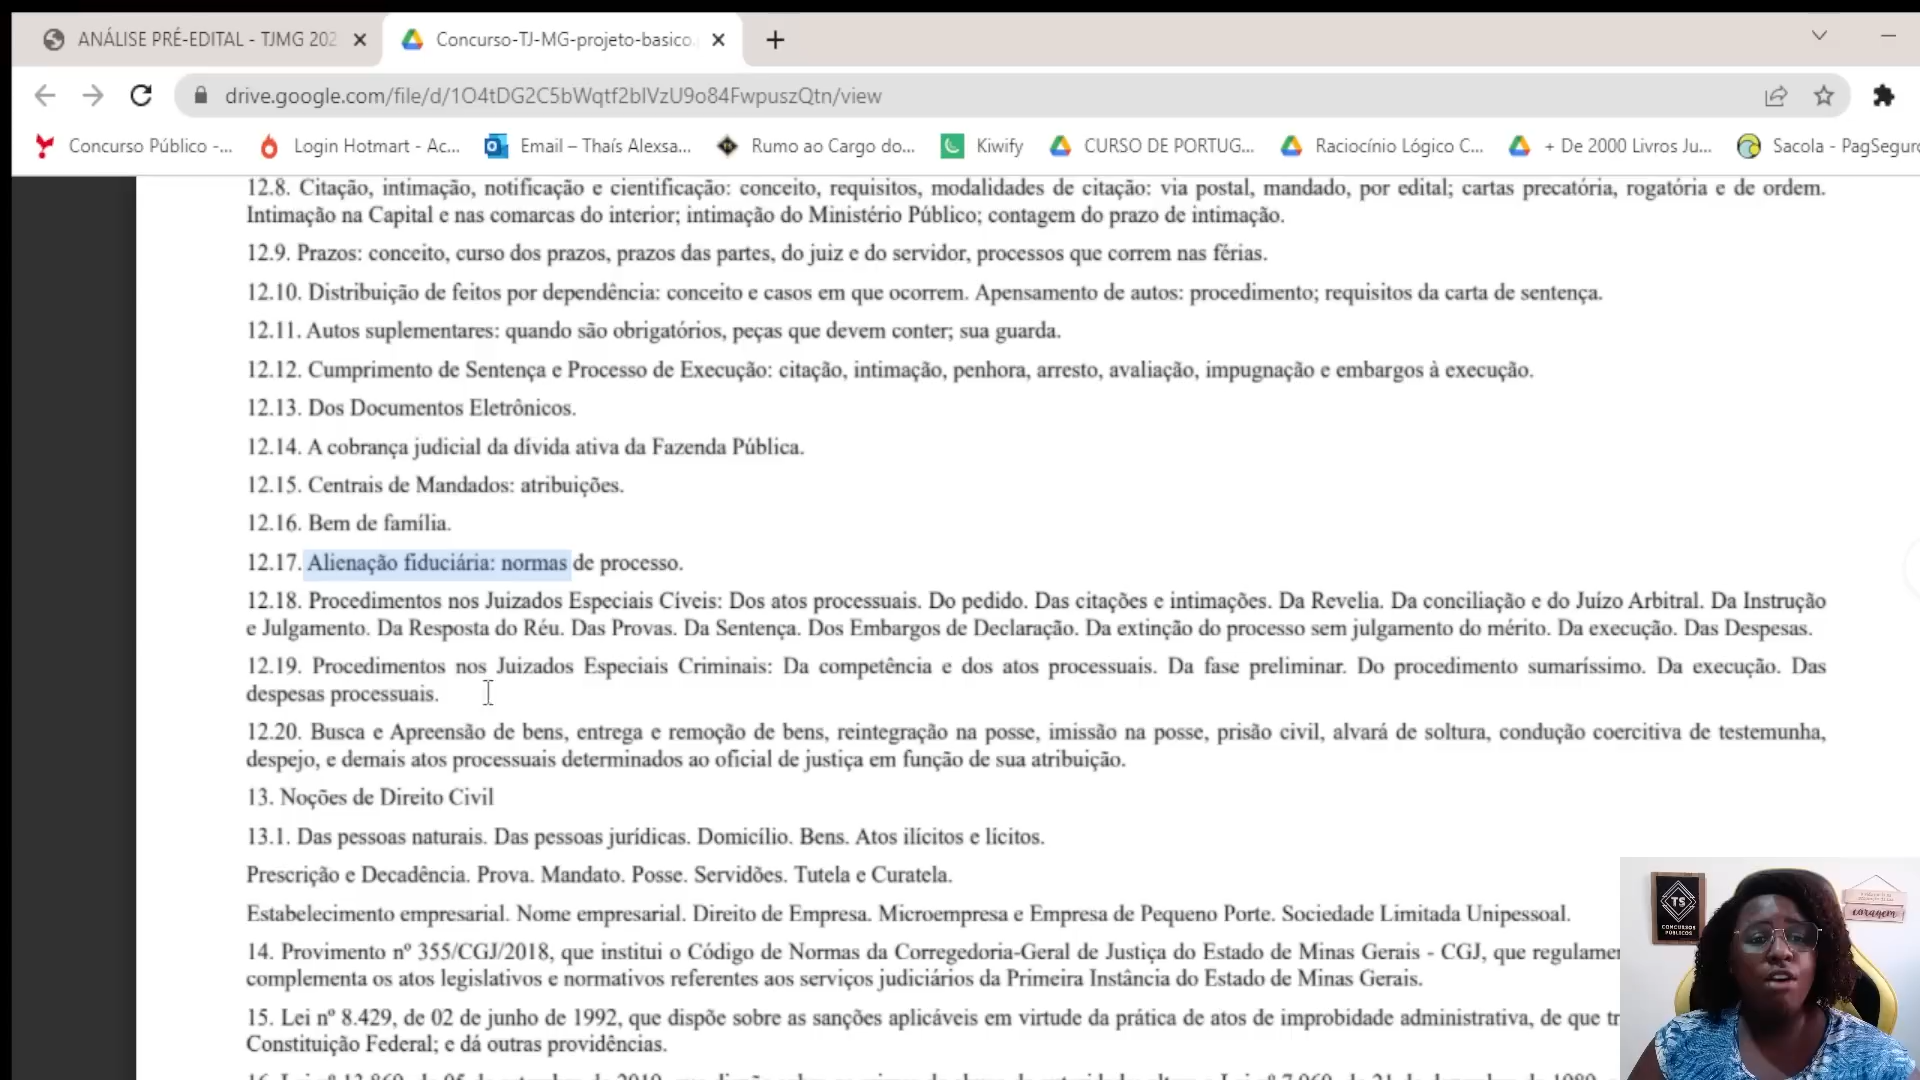 ANÁLISE PRÉ-EDITAL - TJMG 202
Concurso-TJ-MG-projeto-basico.
drive.google.com/file/d/1O4tDG2C5bWqtf2bIVzU9o84FwpuszQtn/view
Concurso Público -...
Login Hotmart - Ac...
Email – Thaís Alexsa...
Rumo ao Cargo do...
Kiwify
CURSO DE PORTUG...
Raciocínio Lógico C...
+ De 2000 Livros Ju...
Sacola - PagSeguro
12.8. Citação, intimação, notificação e cientificação: conceito, requisitos, modalidades de citação: via postal, mandado, por edital; cartas precatória, rogatória e de ordem.
Intimação na Capital e nas comarcas do interior; intimação do Ministério Público; contagem do prazo de intimação.
12.9. Prazos: conceito, curso dos prazos, prazos das partes, do juiz e do servidor, processos que correm nas férias.
12.10. Distribuição de feitos por dependência: conceito e casos em que ocorrem. Apensamento de autos: procedimento; requisitos da carta de sentença.
12.11. Autos suplementares: quando são obrigatórios, peças que devem conter; sua guarda.
12.12. Cumprimento de Sentença e Processo de Execução: citação, intimação, penhora, arresto, avaliação, impugnação e embargos à execução.
12.13. Dos Documentos Eletrônicos.
12.14. A cobrança judicial da dívida ativa da Fazenda Pública.
12.15. Centrais de Mandados: atribuições.
12.16. Bem de família.
12.17. Alienação fiduciária: normas de processo.
12.18. Procedimentos nos Juizados Especiais Cíveis: Dos atos processuais. Do pedido. Das citações e intimações. Da Revelia. Da conciliação e do Juízo Arbitral. Da Instrução
e Julgamento. Da Resposta do Réu. Das Provas. Da Sentença. Dos Embargos de Declaração. Da extinção do processo sem julgamento do mérito. Da execução. Das Despesas.
12.19. Procedimentos nos Juizados Especiais Criminais: Da competência e dos atos processuais. Da fase preliminar. Do procedimento sumaríssimo. Da execução. Das
despesas processuais.
12.20. Busca e Apreensão de bens, entrega e remoção de bens, reintegração na posse, imissão na posse, prisão civil, alvará de soltura, condução coercitiva de testemunha,
despejo, e demais atos processuais determinados ao oficial de justiça em função de sua atribuição.
13. Noções de Direito Civil
13.1. Das pessoas naturais. Das pessoas jurídicas. Domicílio. Bens. Atos ilícitos e lícitos.
Prescrição e Decadência. Prova. Mandato. Posse. Servidões. Tutela e Curatela.
Estabelecimento empresarial. Nome empresarial. Direito de Empresa. Microempresa e Empresa de Pequeno Porte. Sociedade Limitada Unipessoal.
14. Provimento nº 355/CGJ/2018, que institui o Código de Normas da Corregedoria-Geral de Justiça do Estado de Minas Gerais - CGJ, que regulamen
complementa os atos legislativos e normativos referentes aos serviços judiciários da Primeira Instância do Estado de Minas Gerais.
15. Lei nº 8.429, de 02 de junho de 1992, que dispõe sobre as sanções aplicáveis em virtude da prática de atos de improbidade administrativa, de que tr
Constituição Federal; e dá outras providências.
TS
CONCURSOS
PÚBLICOS
coragem